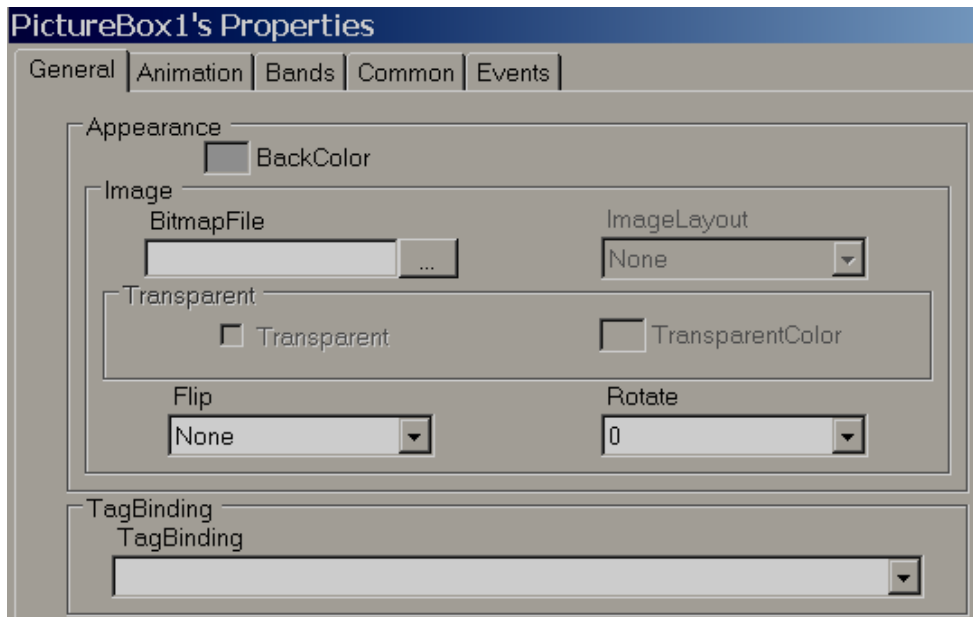 PictureBox1's Properties
General Animation Bands Common Events
Appearance
BackColor
Image
BitmapFile ImageLayout
... None
Transparent
Transparent TransparentColor
Flip Rotate
None 0
TagBinding
TagBinding